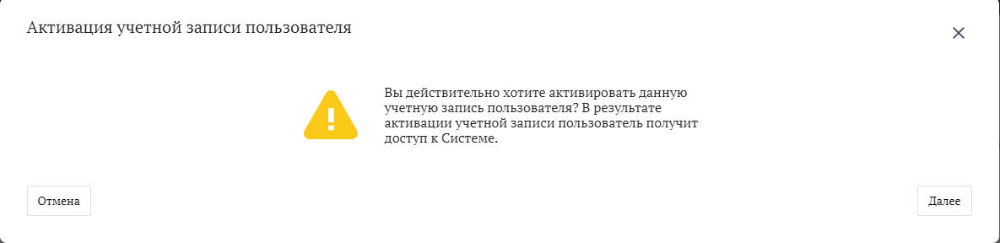 Активация учетной записи пользователя
Вы действительно хотите активировать данную
учетную запись пользователя? В результате
активации учетной записи пользователь получит
доступ к Системе.
Отмена
Далее